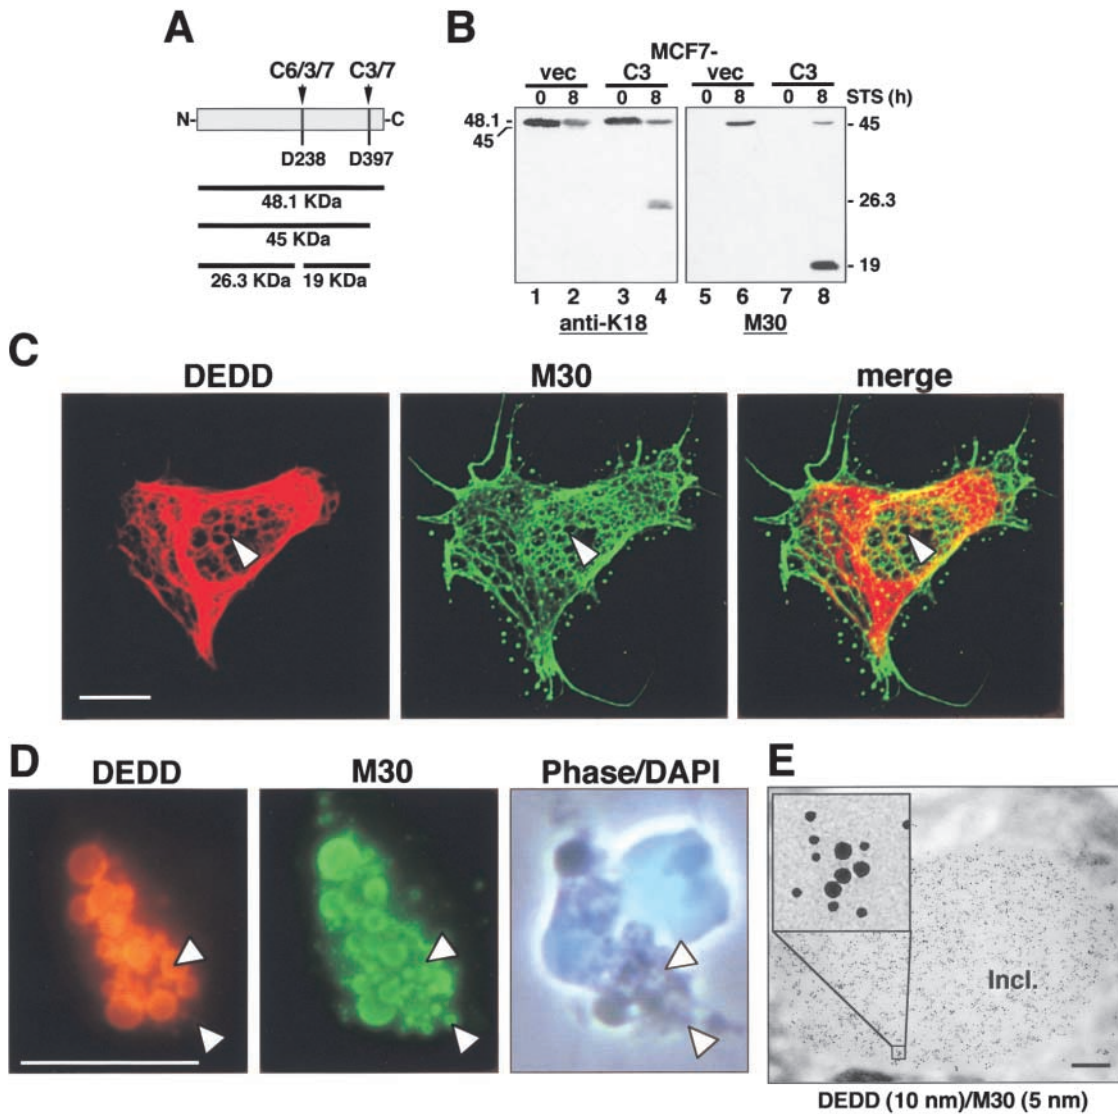 A
C6/3/7 C3/7
N- -C
D238 D397
48.1 KDa
45 KDa
26.3 KDa 19 KDa
B
MCF7-
vec C3 vec C3
0 8 0 8 0 8 0 8 STS (h)
48.1 -
45
- 45
- 26.3
- 19
1 2 3 4 5 6 7 8
anti-K18 M30
C
DEDD M30 merge
D
DEDD M30 Phase/DAPI
E
Incl.
DEDD (10 nm)/M30 (5 nm)